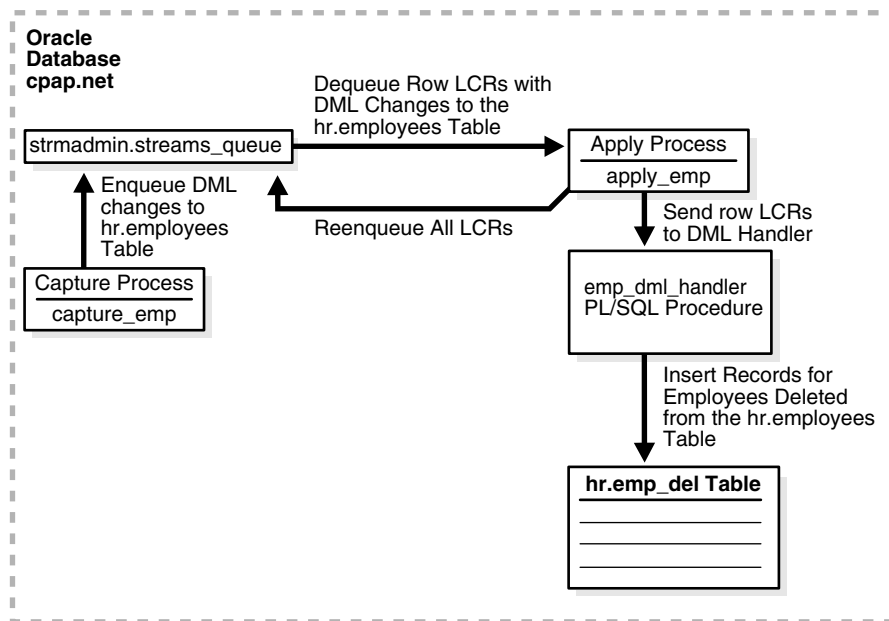 Oracle
Database
cpap.net
Dequeue Row LCRs with
DML Changes to the
hr.employees Table
strmadmin.streams_queue
Apply Process
apply_emp
Enqueue DML
changes to
hr.employees
Table
Reenqueue All LCRs
Send row LCRs
to DML Handler
Capture Process
capture_emp
emp_dml_handler
PL/SQL Procedure
Insert Records for
Employees Deleted
from the hr.employees
Table
hr.emp_del Table